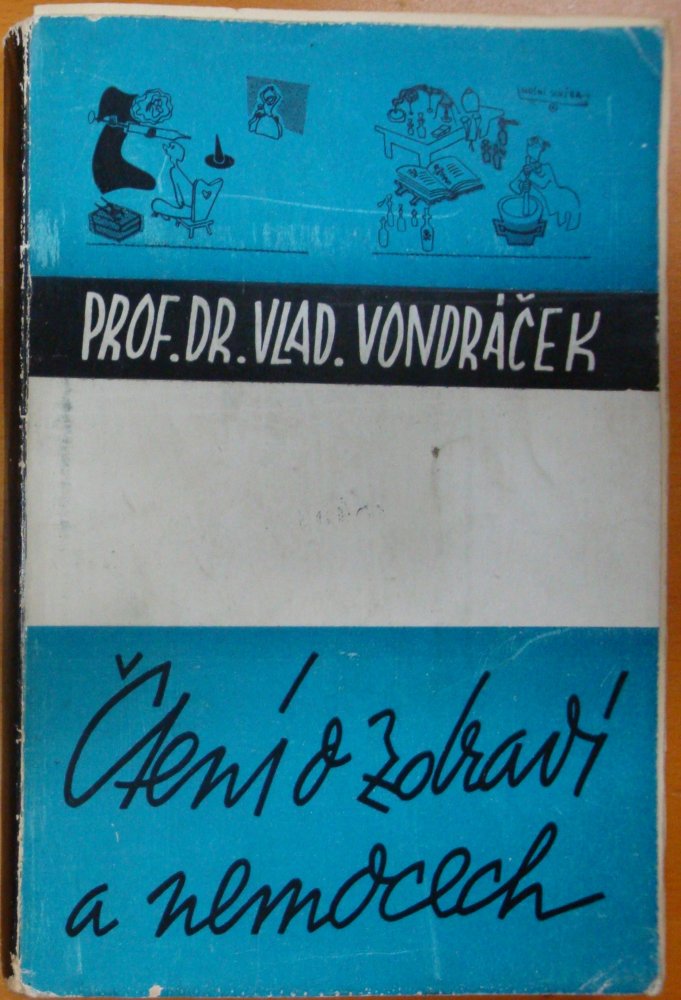 PROF. DR. VLAD. VONDRÁČEK
Čtení o zdraví
a nemocech